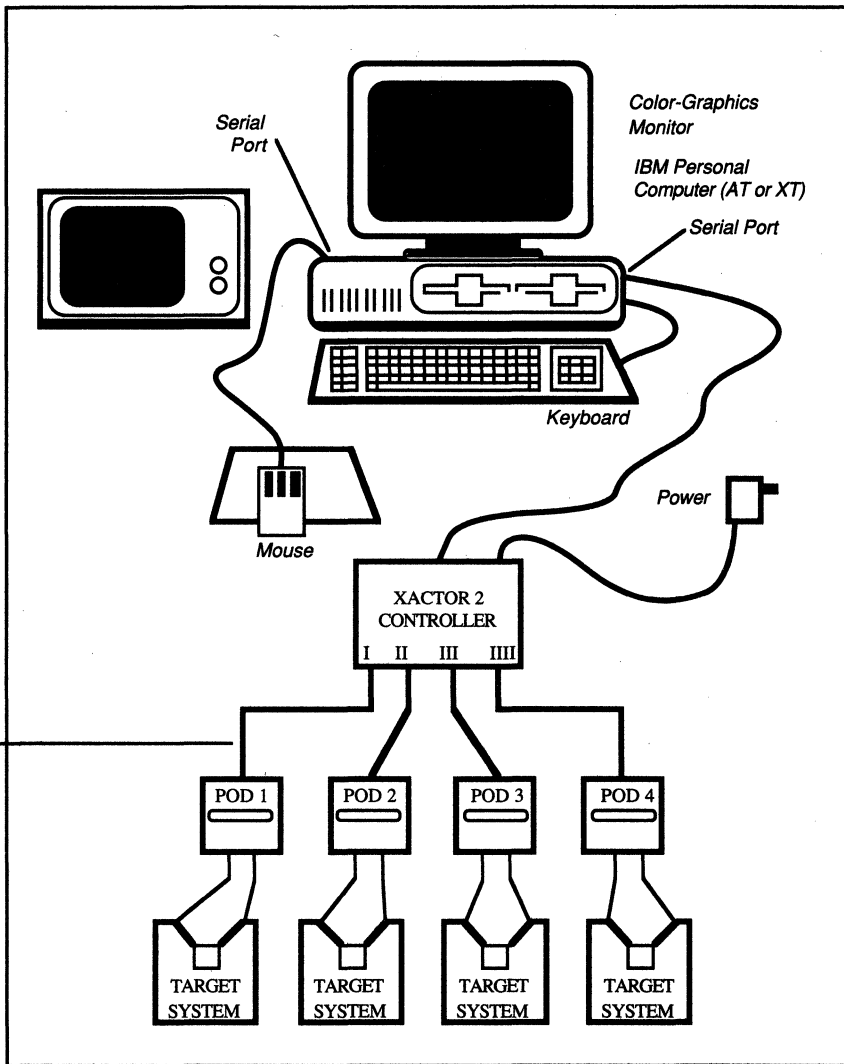 Color-Graphics
Monitor
Serial
Port
IBM Personal
Computer (AT or XT)
Serial Port
Keyboard
Power
Mouse
XACTOR 2
CONTROLLER
I II III IIII
POD 1 POD 2 POD 3 POD 4
TARGET
SYSTEM
TARGET
SYSTEM
TARGET
SYSTEM
TARGET
SYSTEM